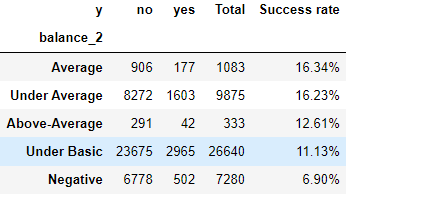 y no yes Total Success rate
balance_2
Average 906 177 1083 16.34%
Under Average 8272 1603 9875 16.23%
Above-Average 291 42 333 12.61%
Under Basic 23675 2965 26640 11.13%
Negative 6778 502 7280 6.90%